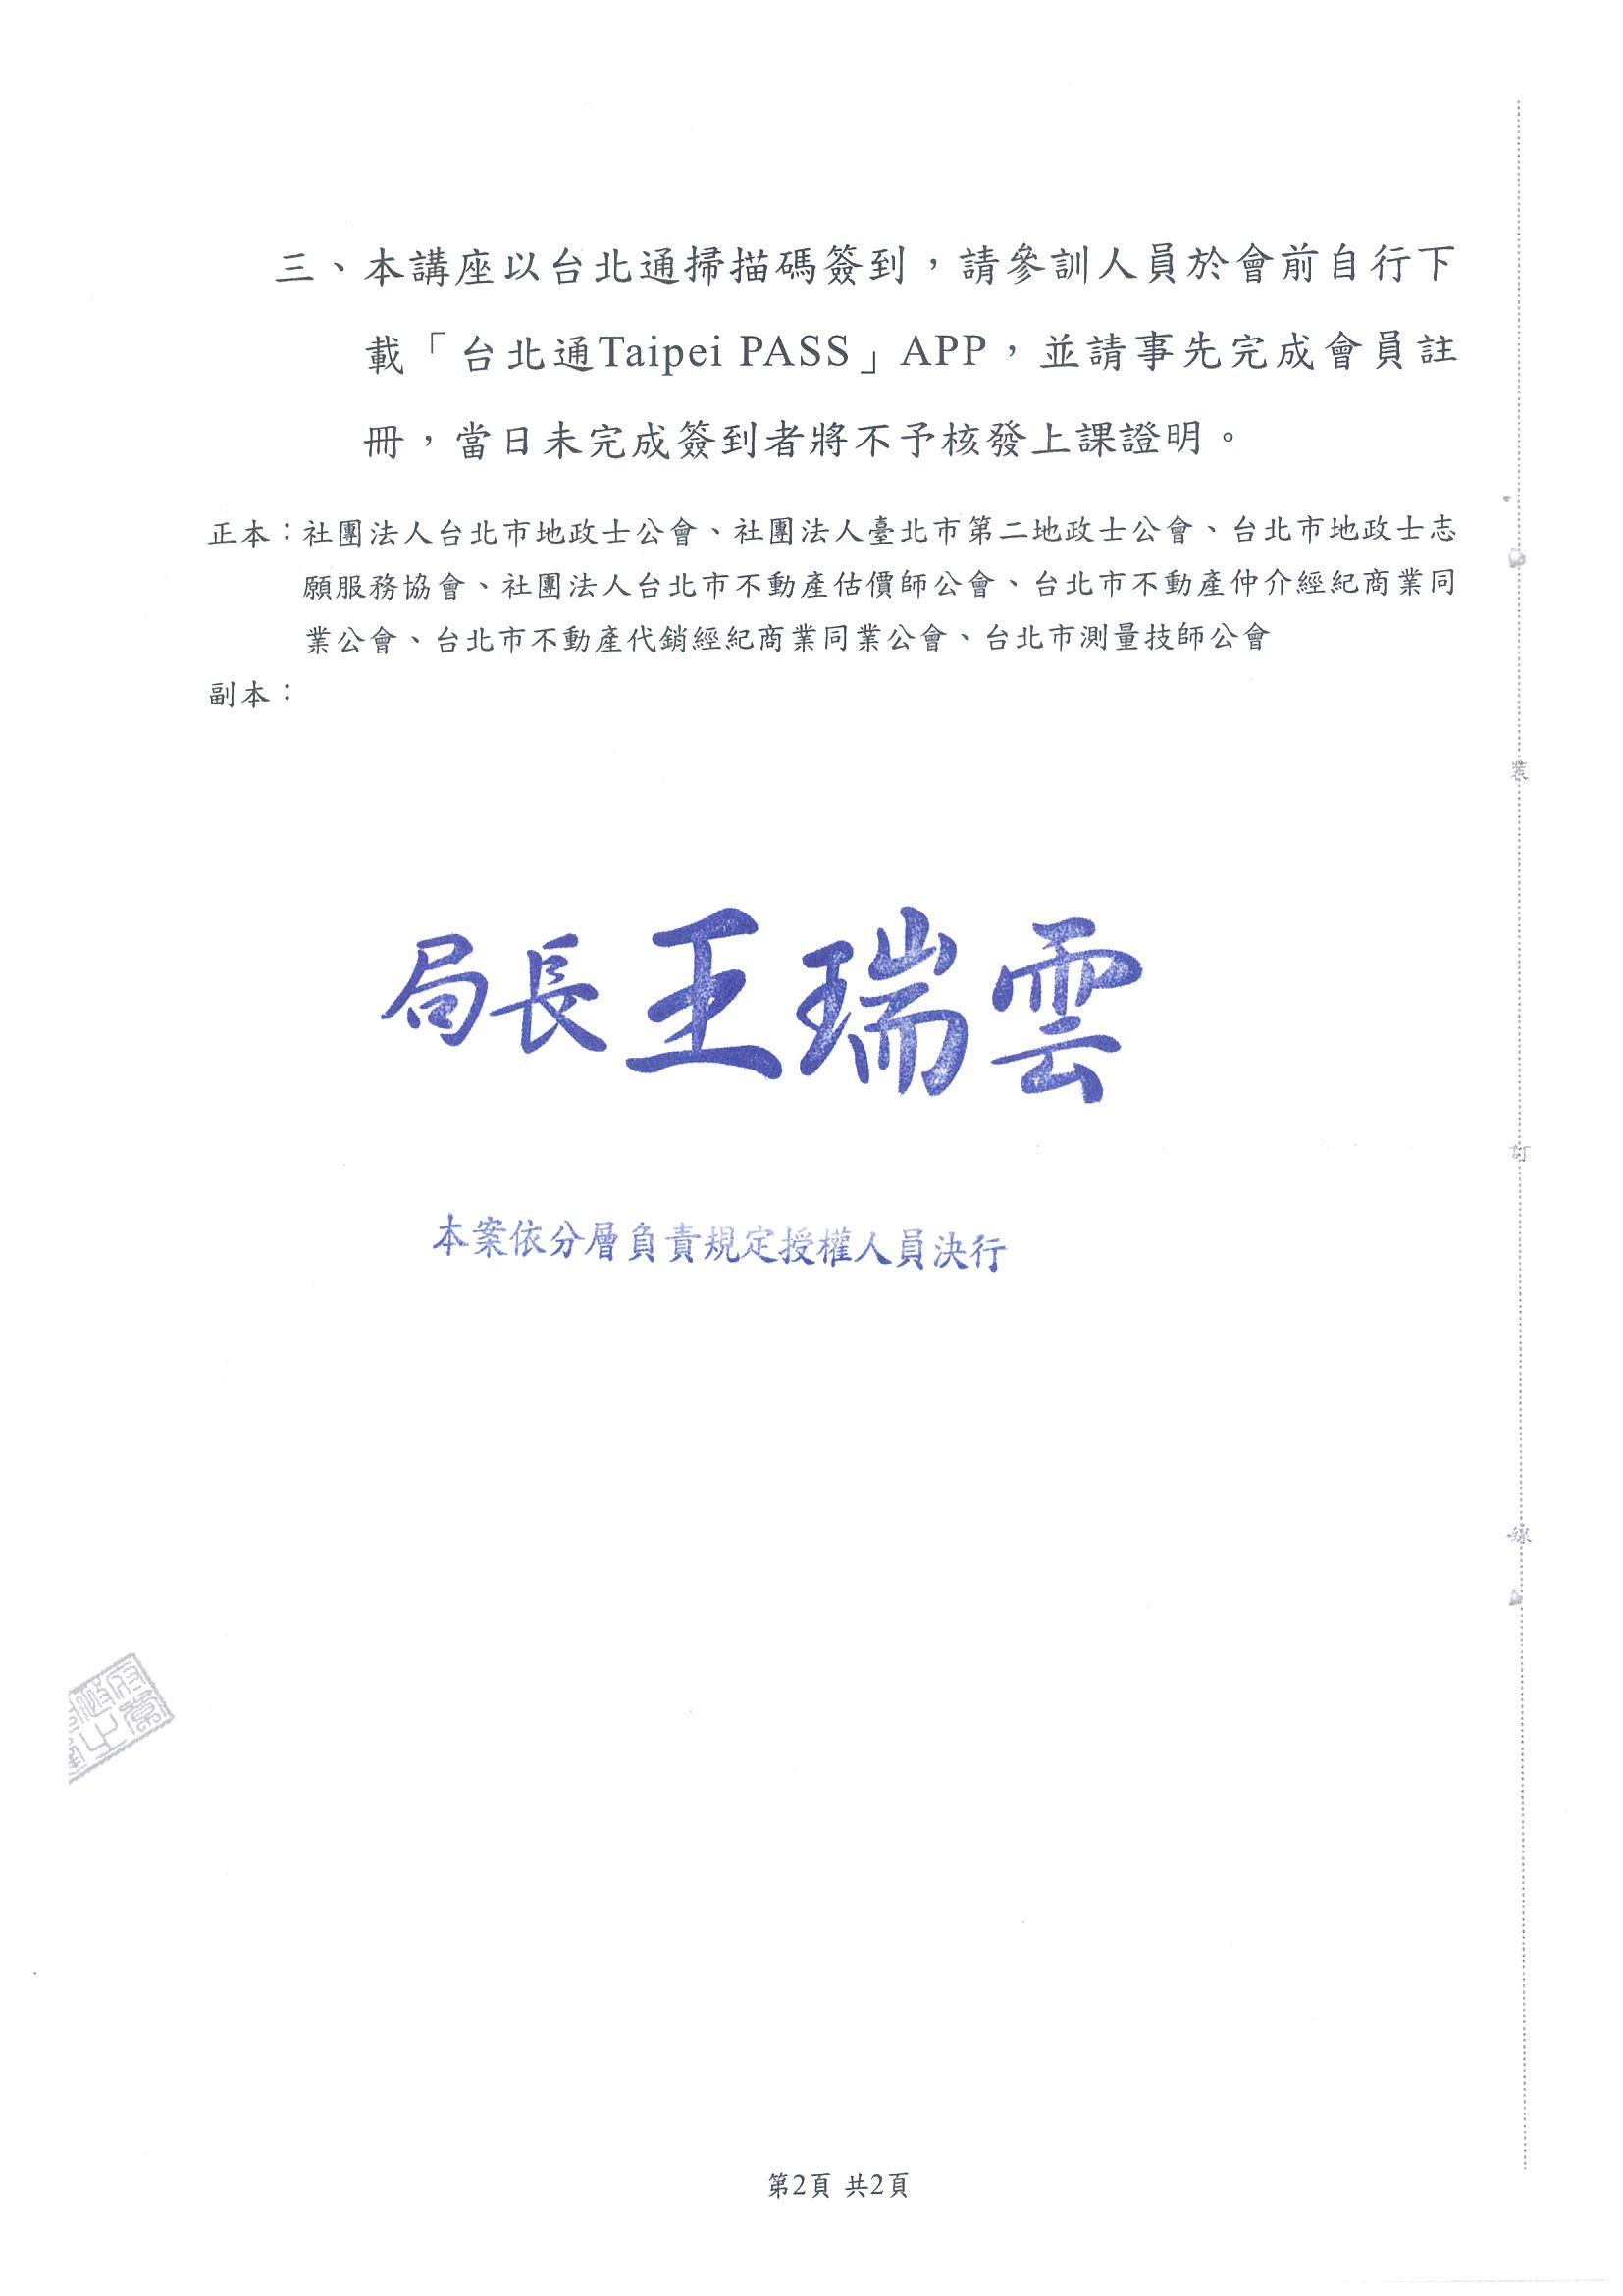 三、本講座以台北通掃描碼簽到，請參訓人員於會前自行下
載「台北通Taipei PASS」APP，並請事先完成會員註
冊，當日未完成簽到者將不予核發上課證明。
正本：社團法人台北市地政士公會、社團法人臺北市第二地政士公會、台北市地政士志
願服務協會、社團法人台北市不動產估價師公會、台北市不動產仲介經紀商業同
業公會、台北市不動產代銷經紀商業同業公會、台北市測量技師公會
副本：
裝
局長王瑞雲
訂
本案依分層負責規定授權人員決行
線
第2頁 共2頁